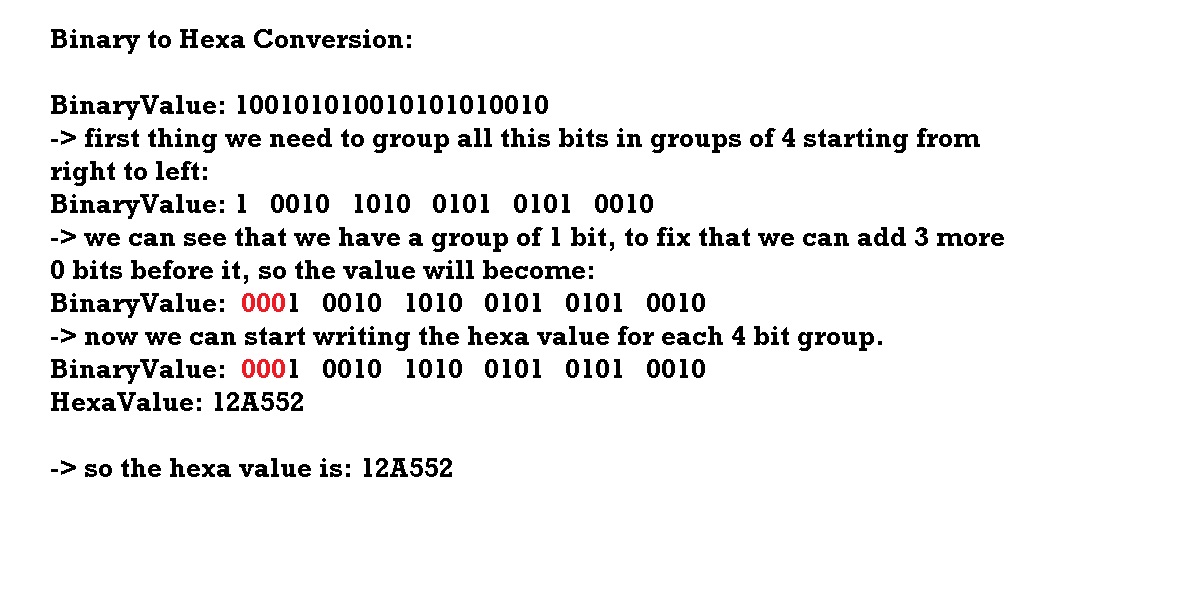 Binary to Hexa Conversion:
BinaryValue: 100101010010101010010
-> first thing we need to group all this bits in groups of 4 starting from
right to left:
BinaryValue: 1 0010 1010 0101 0101 0010
-> we can see that we have a group of 1 bit, to fix that we can add 3 more
0 bits before it, so the value will become:
BinaryValue: 0001 0010 1010 0101 0101 0010
-> now we can start writing the hexa value for each 4 bit group.
BinaryValue: 0001 0010 1010 0101 0101 0010
HexaValue: 12A552
-> so the hexa value is: 12A552